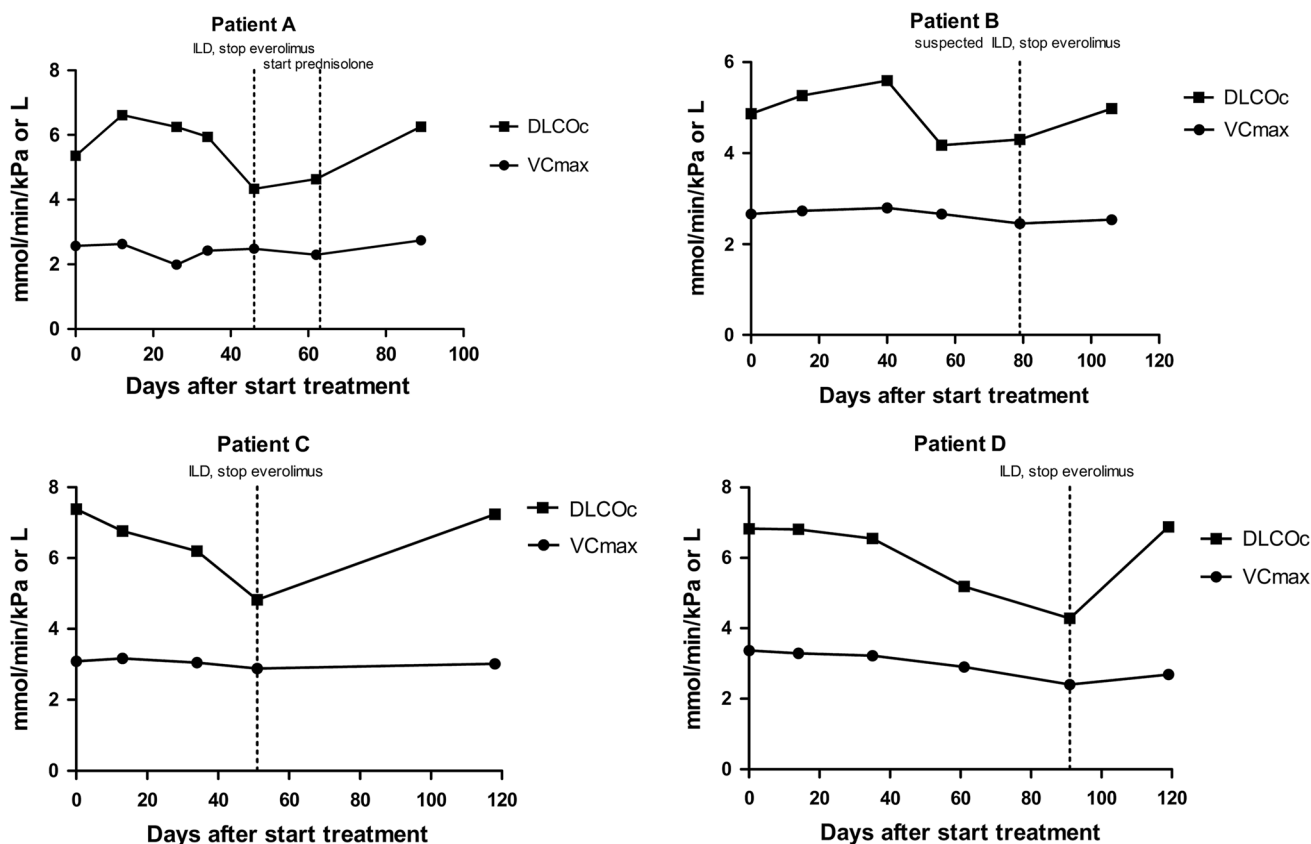 Patient A
ILD, stop everolimus
start prednisolone
8
6
4
2
0
mmol/min/kPa or L
0 20 40 60 80 100
Days after start treatment
DLCOc
VCmax
Patient B
suspected ILD, stop everolimus
6
4
2
0
mmol/min/kPa or L
0 20 40 60 80 100 120
Days after start treatment
DLCOc
VCmax
Patient C
ILD, stop everolimus
8
6
4
2
0
mmol/min/kPa or L
0 20 40 60 80 100 120
Days after start treatment
DLCOc
VCmax
Patient D
ILD, stop everolimus
8
6
4
2
0
mmol/min/kPa or L
0 20 40 60 80 100 120
Days after start treatment
DLCOc
VCmax